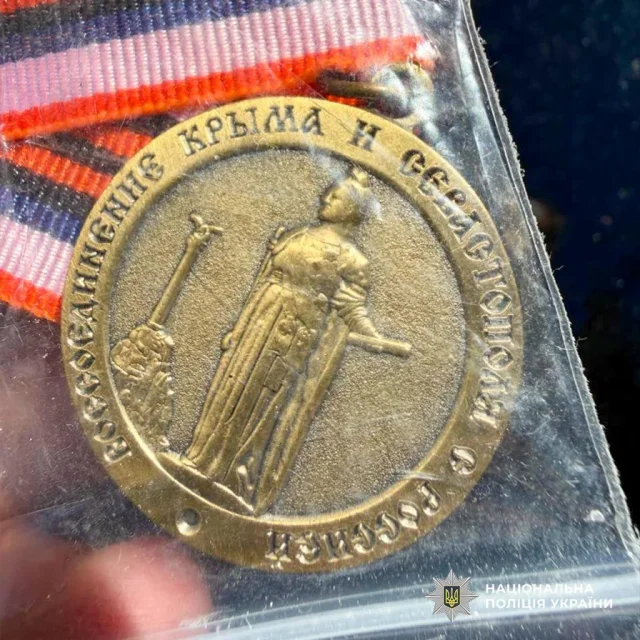 ВОССОЕДИНЕНИЕ КРЫМА И СЕВАСТОПОЛЯ С РОССИЕЙ
НАЦІОНАЛЬНА
ПОЛІЦІЯ УКРАЇНИ